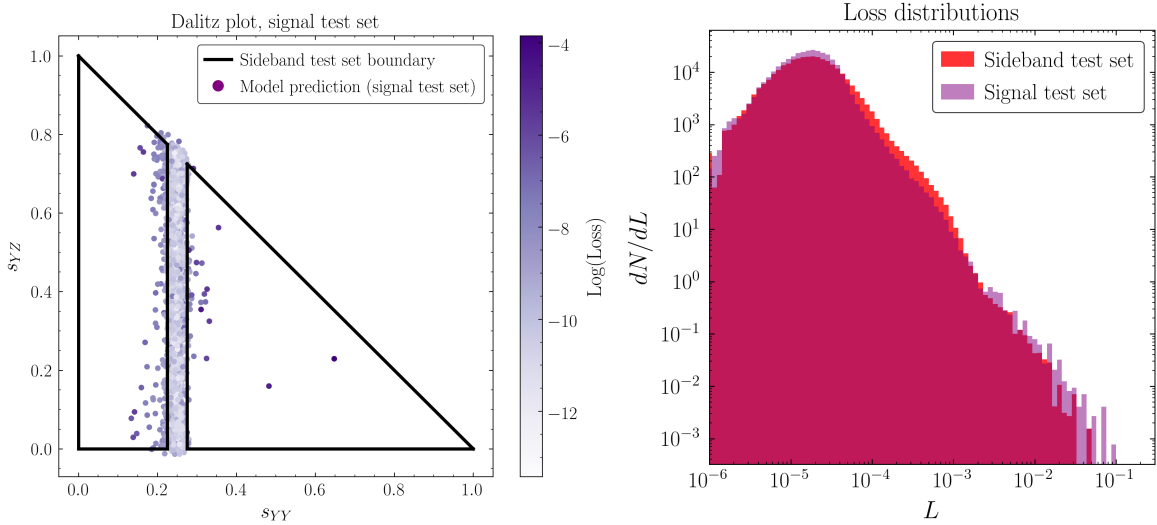 Dalitz plot, signal test set
Sideband test set boundary
Model prediction (signal test set)
1.0
0.8
0.6
0.4
0.2
0.0
s_{YZ}
0.0 0.2 0.4 0.6 0.8 1.0
s_{YY}
−4
−6
−8
−10
−12
Log(Loss)
Loss distributions
Sideband test set
Signal test set
10^4
10^3
10^2
10^1
10^0
10^{−1}
10^{−2}
10^{−3}
dN/dL
10^{−6} 10^{−5} 10^{−4} 10^{−3} 10^{−2} 10^{−1}
L